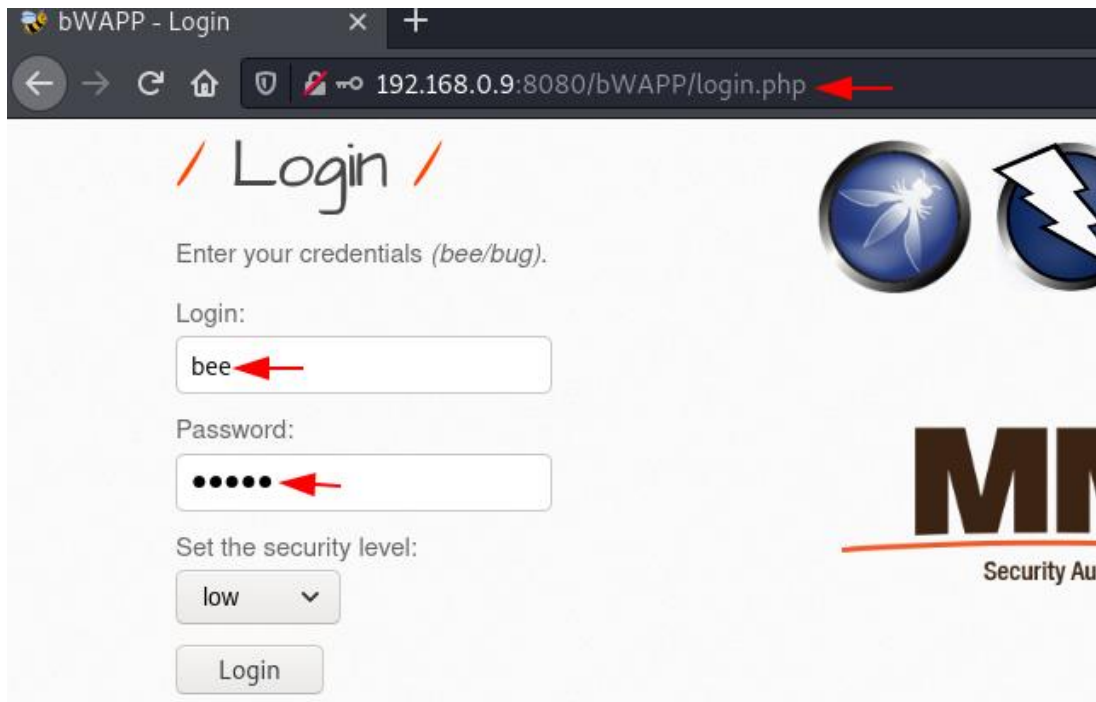 bWAPP - Login
192.168.0.9:8080/bWAPP/login.php
/ Login /
Enter your credentials (bee/bug).
Login:
bee
Password:
•••••
Set the security level:
low
Login
MM
Security Au